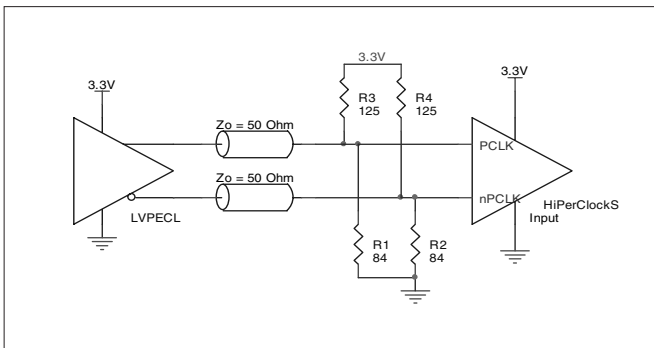 3.3V
3.3V
3.3V
R3
125
R4
125
Zo = 50 Ohm
PCLK
Zo = 50 Ohm
nPCLK
HiPerClockS
Input
LVPECL
R1
84
R2
84